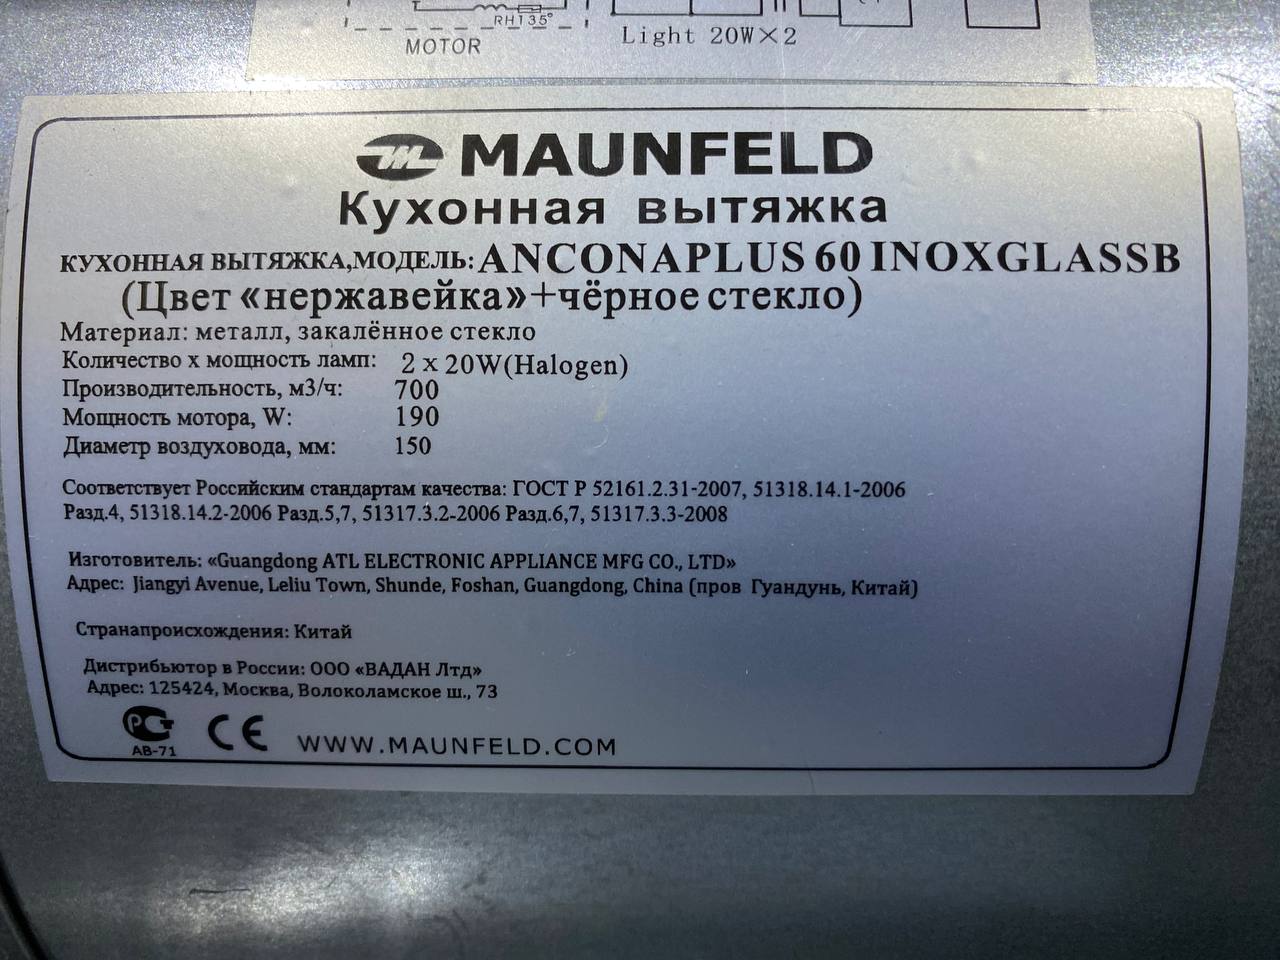 RH135°
MOTOR
Light 20W×2
MAUNFELD
Кухонная вытяжка
КУХОННАЯ ВЫТЯЖКА,МОДЕЛЬ: ANCONAPLUS 60 INOXGLASSB
(Цвет «нержавейка»+чёрное стекло)
Материал: металл, закалённое стекло
Количество х мощность ламп: 2 x 20W(Halogen)
Производительность, м3/ч: 700
Мощность мотора, W: 190
Диаметр воздуховода, мм: 150
Соответствует Российским стандартам качества: ГОСТ Р 52161.2.31-2007, 51318.14.1-2006
Разд.4, 51318.14.2-2006 Разд.5,7, 51317.3.2-2006 Разд.6,7, 51317.3.3-2008
Изготовитель: «Guangdong ATL ELECTRONIC APPLIANCE MFG CO., LTD»
Адрес: Jiangyi Avenue, Leliu Town, Shunde, Foshan, Guangdong, China (пров Гуандунь, Китай)
Странапроисхождения: Китай
Дистрибьютор в России: ООО «ВАДАН Лтд»
Адрес: 125424, Москва, Волоколамское ш., 73
РСТ CE WWW.MAUNFELD.COM
АВ-71